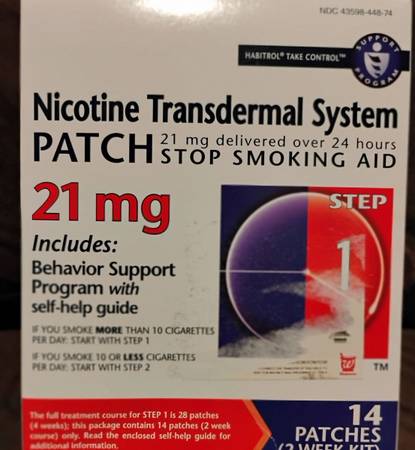 NDC 43598-448-74
HABITROL® TAKE CONTROL™
SUPPORT PROGRAM
Nicotine Transdermal System
PATCH 21 mg delivered over 24 hours
STOP SMOKING AID
21 mg
STEP
1
Includes:
Behavior Support
Program with
self-help guide
IF YOU SMOKE MORE THAN 10 CIGARETTES
PER DAY: START WITH STEP 1
IF YOU SMOKE 10 OR LESS CIGARETTES
PER DAY: START WITH STEP 2
TM
The full treatment course for STEP 1 is 28 patches
(4 weeks); this package contains 14 patches (2 week
course) only. Read the enclosed self-help guide for
additional information.
14
PATCHES
(2 WEEK KIT)